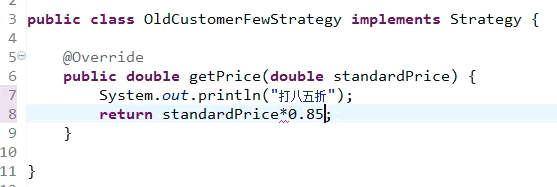 2
3 public class OldCustomerFewStrategy implements Strategy {
4
5 @Override
6 public double getPrice(double standardPrice) {
7 System.out.println("打八五折");
8 return standardPrice*0.85;
9 }
10
11 }